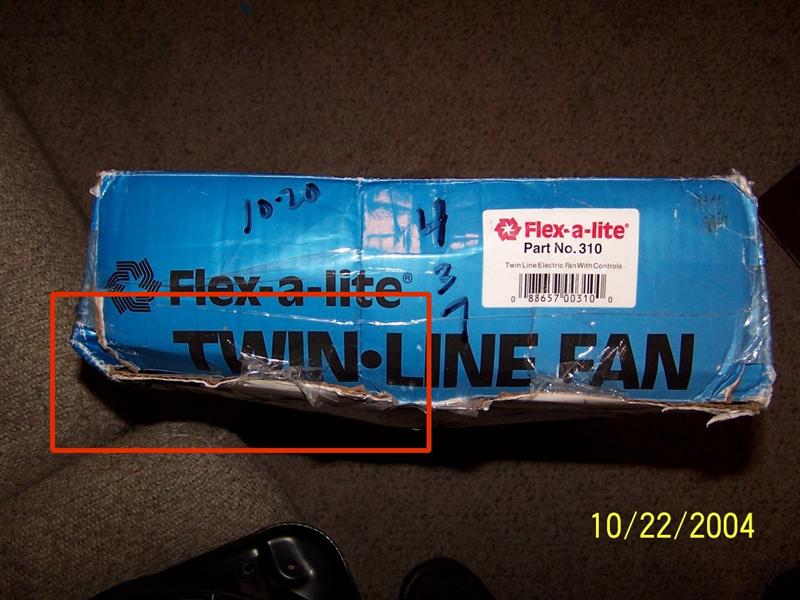 10-20
4
3
7
Flex-a-lite®
Part No. 310
Twin Line Electric Fan With Controls
0 88657 00310 0
Flex-a-lite®
TWIN•LINE FAN
10/22/2004